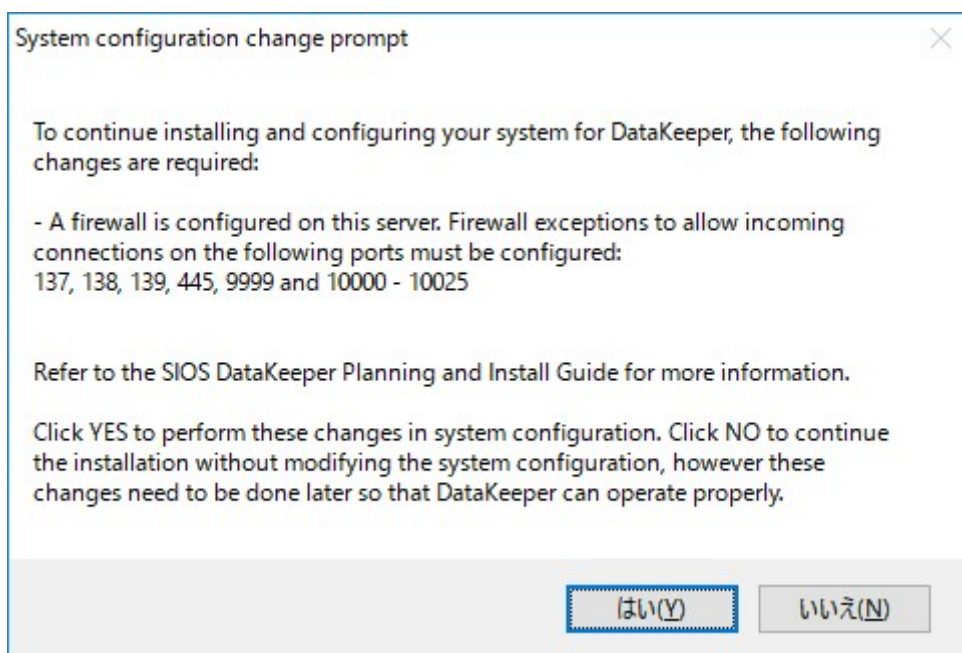 System configuration change prompt
To continue installing and configuring your system for DataKeeper, the following
changes are required:
- A firewall is configured on this server. Firewall exceptions to allow incoming
connections on the following ports must be configured:
137, 138, 139, 445, 9999 and 10000 - 10025
Refer to the SIOS DataKeeper Planning and Install Guide for more information.
Click YES to perform these changes in system configuration. Click NO to continue
the installation without modifying the system configuration, however these
changes need to be done later so that DataKeeper can operate properly.
はい(Y) いいえ(N)